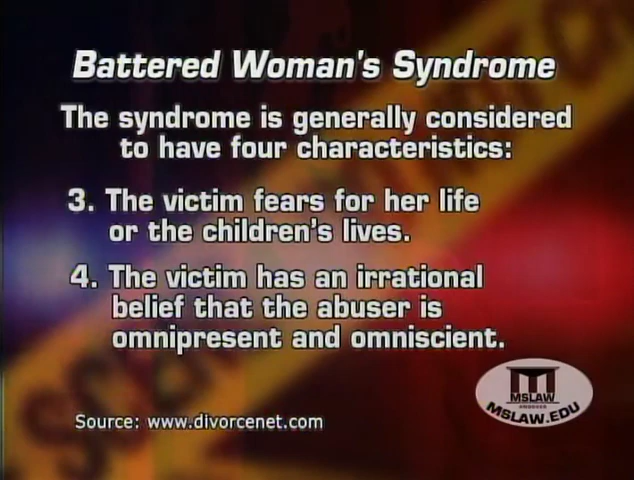 Battered Woman's Syndrome
The syndrome is generally considered
to have four characteristics:
3. The victim fears for her life
or the children's lives.
4. The victim has an irrational
belief that the abuser is
omnipresent and omniscient.
MSLAW
ANDOVER
MSLAW.EDU
Source: www.divorcenet.com